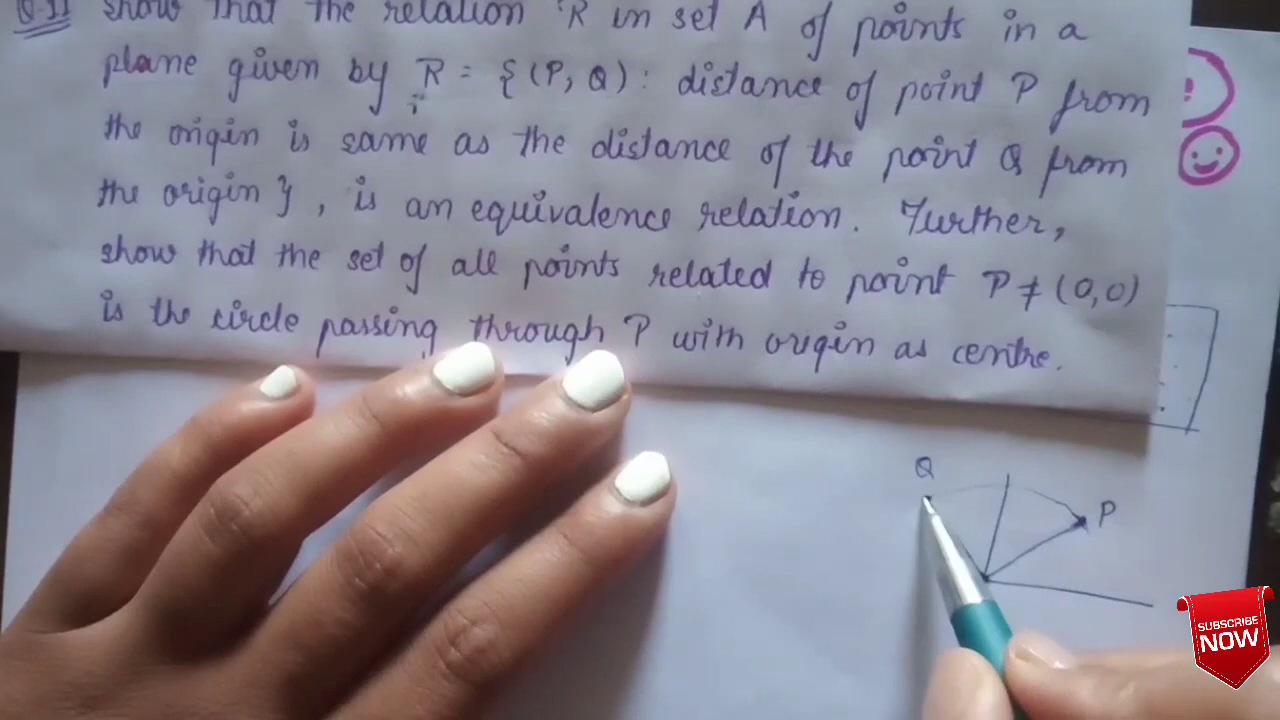 Q-11 show that the relation R in set A of points in a
plane given by R = {(P, Q) : distance of point P from
the origin is same as the distance of the point Q from
the origin}, is an equivalence relation. Further,
show that the set of all points related to point P ≠ (0,0)
is the circle passing through P with origin as centre.
!
Q
P
SUBSCRIBE
NOW